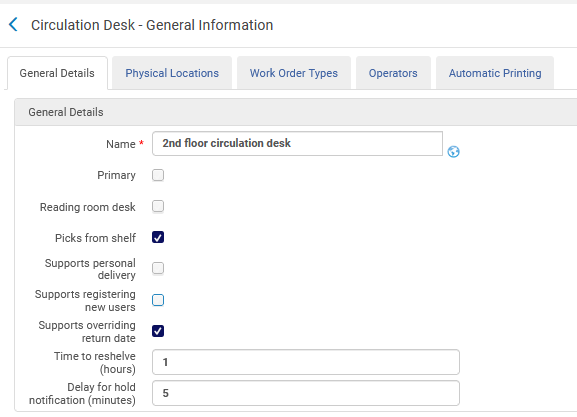 Circulation Desk - General Information
General Details
Physical Locations
Work Order Types
Operators
Automatic Printing
General Details
Name * 2nd floor circulation desk
Primary
Reading room desk
Picks from shelf
Supports personal
delivery
Supports registering
new users
Supports overriding
return date
Time to reshelve
(hours)
1
Delay for hold
notification (minutes)
5